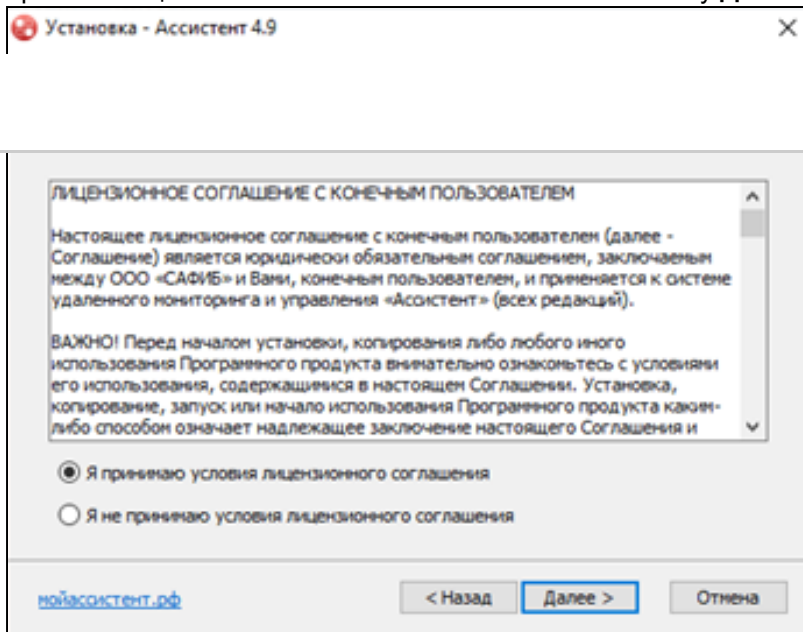 Установка - Ассистент 4.9
ЛИЦЕНЗИОННОЕ СОГЛАШЕНИЕ С КОНЕЧНЫМ ПОЛЬЗОВАТЕЛЕМ
Настоящее лицензионное соглашение с конечным пользователем (далее -
Соглашение) является юридически обязательным соглашением, заключаемым
между ООО «САФИБ» и Вами, конечным пользователем, и применяется к системе
удаленного мониторинга и управления «Ассистент» (всех редакций).
ВАЖНО! Перед началом установки, копирования либо любого иного
использования Программного продукта внимательно ознакомьтесь с условиями
его использования, содержащимися в настоящем Соглашении. Установка,
копирование, запуск или начало использования Программного продукта каким-
либо способом означает надлежащее заключение настоящего Соглашения и
Я принимаю условия лицензионного соглашения
Я не принимаю условия лицензионного соглашения
мойассистент.рф
< Назад
Далее >
Отмена